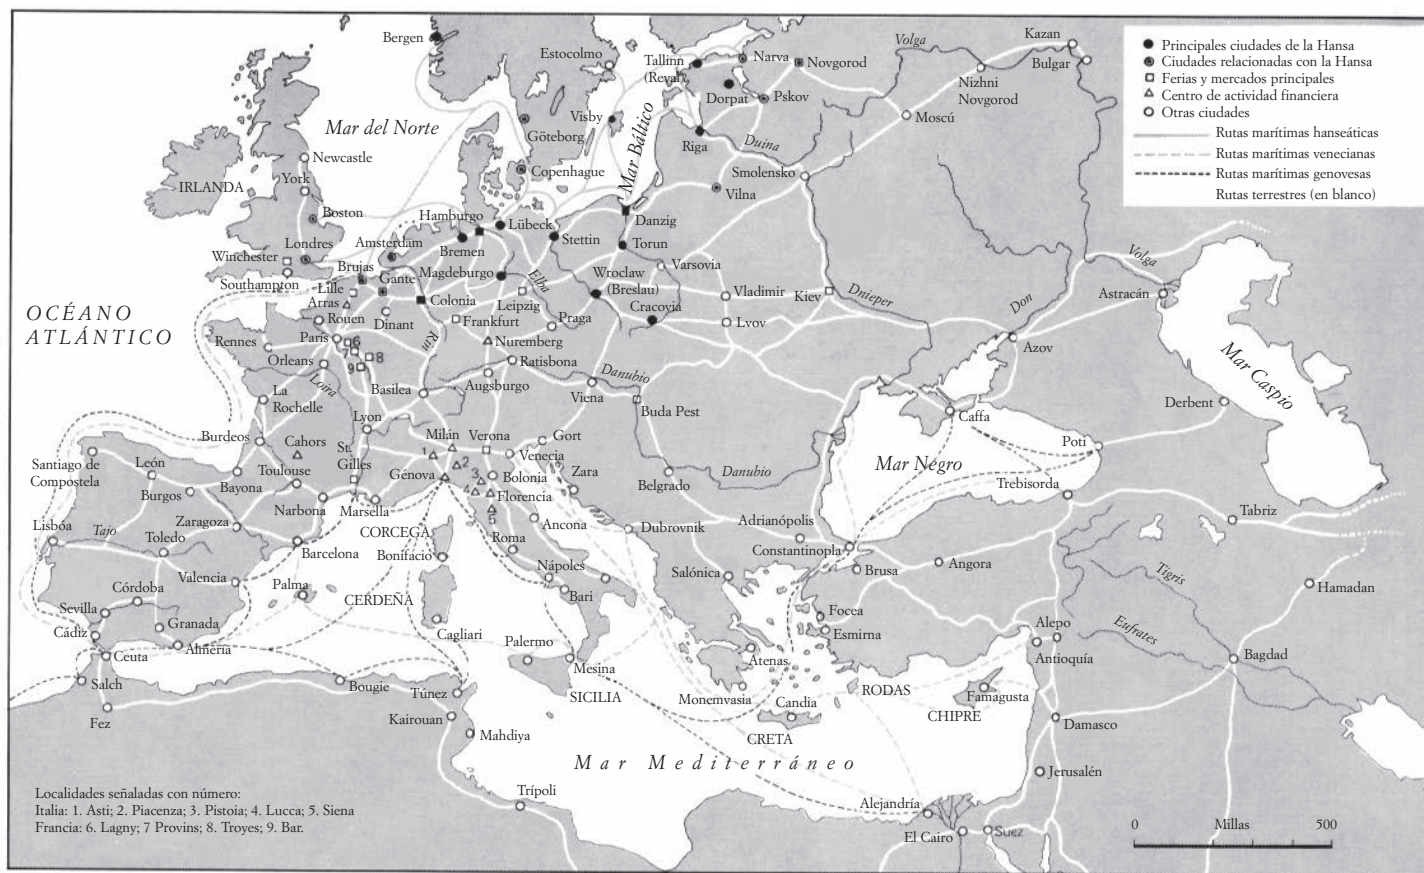 Bergen
Estocolmo
Tallinn
(Reval)
Narva
Novgorod
Volga
Kazan
Bulgar
Nizhni
Novgorod
Moscú
Dorpat
Pskov
Principales ciudades de la Hansa
Ciudades relacionadas con la Hansa
Ferias y mercados principales
Centro de actividad financiera
Otras ciudades
Rutas marítimas hanseáticas
Rutas marítimas venecianas
Rutas marítimas genovesas
Rutas terrestres (en blanco)
Mar del Norte
Visby
Göteborg
Mar Báltico
Riga
Duina
Smolensko
Newcastle
Copenhague
Vilna
IRLANDA
York
Boston
Hamburgo
Lübeck
Danzig
Londres
Amsterdam
Bremen
Stettin
Torun
Winchester
Southampton
Brujas
Gante
Magdeburgo
Elba
Wroclaw
(Breslau)
Varsovia
Lille
Arras
Colonia
Leipzig
Cracovia
Vladimir
Kiev
Dnieper
Don
Volga
Astracán
OCÉANO
ATLÁNTICO
Rouen
Dinant
Frankfurt
Praga
Lvov
Rennes
París
6
7
8
9
Rin
Nuremberg
Azov
Orleans
Loira
Ratisbona
Basilea
Augsburgo
Danubio
Viena
Buda Pest
Mar Caspio
La
Rochelle
Lyon
Derbent
Caffa
Burdeos
Cahors
St.
Gilles
Milán
Verona
Gort
Venecia
Potí
Santiago de
Compostela
León
Burgos
Toulouse
Bayona
Génova
1
2
3
4
5
Bolonia
Florencia
Zara
Belgrado
Danubio
Mar Negro
Trebisorda
Narbona
Marsella
Zaragoza
Lisbóa
Tajo
Toledo
Barcelona
CORCEGA
Bonifacio
Roma
Ancona
Dubrovnik
Adrianópolis
Constantinopla
Tabriz
Valencia
Palma
CERDEÑA
Nápoles
Bari
Salónica
Brusa
Angora
Tigris
Hamadan
Córdoba
Sevilla
Granada
Cádiz
Almería
Ceuta
Cagliari
Palermo
Mesina
SICILIA
Focea
Esmirna
Atenas
Alepo
Antioquía
Eufrates
Bagdad
Salch
Fez
Bougie
Túnez
Kairouan
Mahdiya
Monemvasia
Candia
CRETA
RODAS
CHIPRE
Famagusta
Damasco
Mar Mediterráneo
Jerusalén
Trípoli
Alejandría
El Cairo
Suez
Localidades señaladas con número:
Italia: 1. Asti; 2. Piacenza; 3. Pistoia; 4. Lucca; 5. Siena
Francia: 6. Lagny; 7 Provins; 8. Troyes; 9. Bar.
0 Millas 500